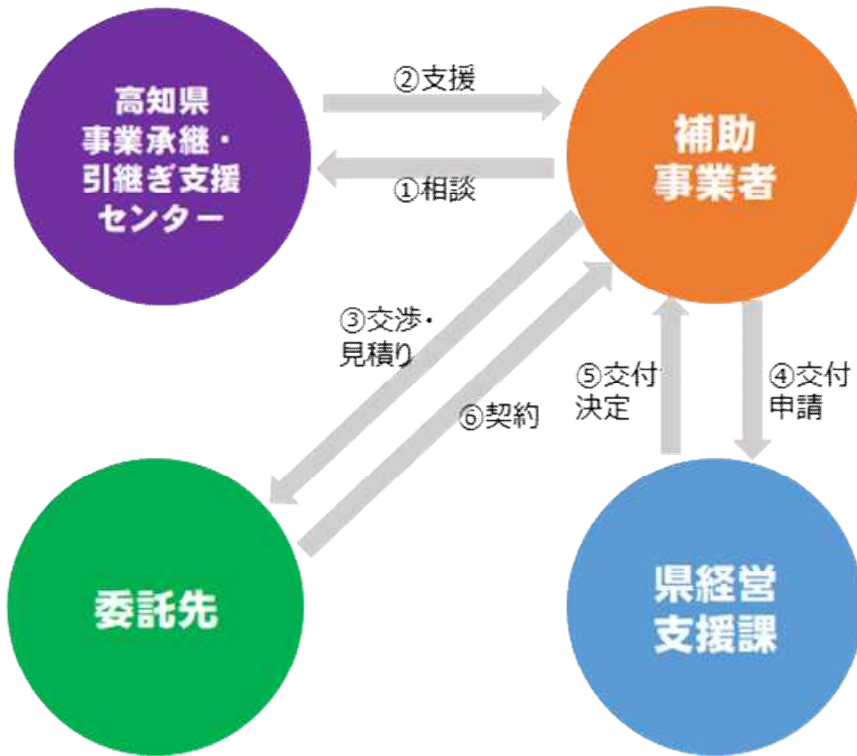 高知県
事業承継・
引継ぎ支援
センター
②支援
①相談
補助
事業者
③交渉・
見積り
⑥契約
⑤交付
決定
④交付
申請
委託先
県経営
支援課